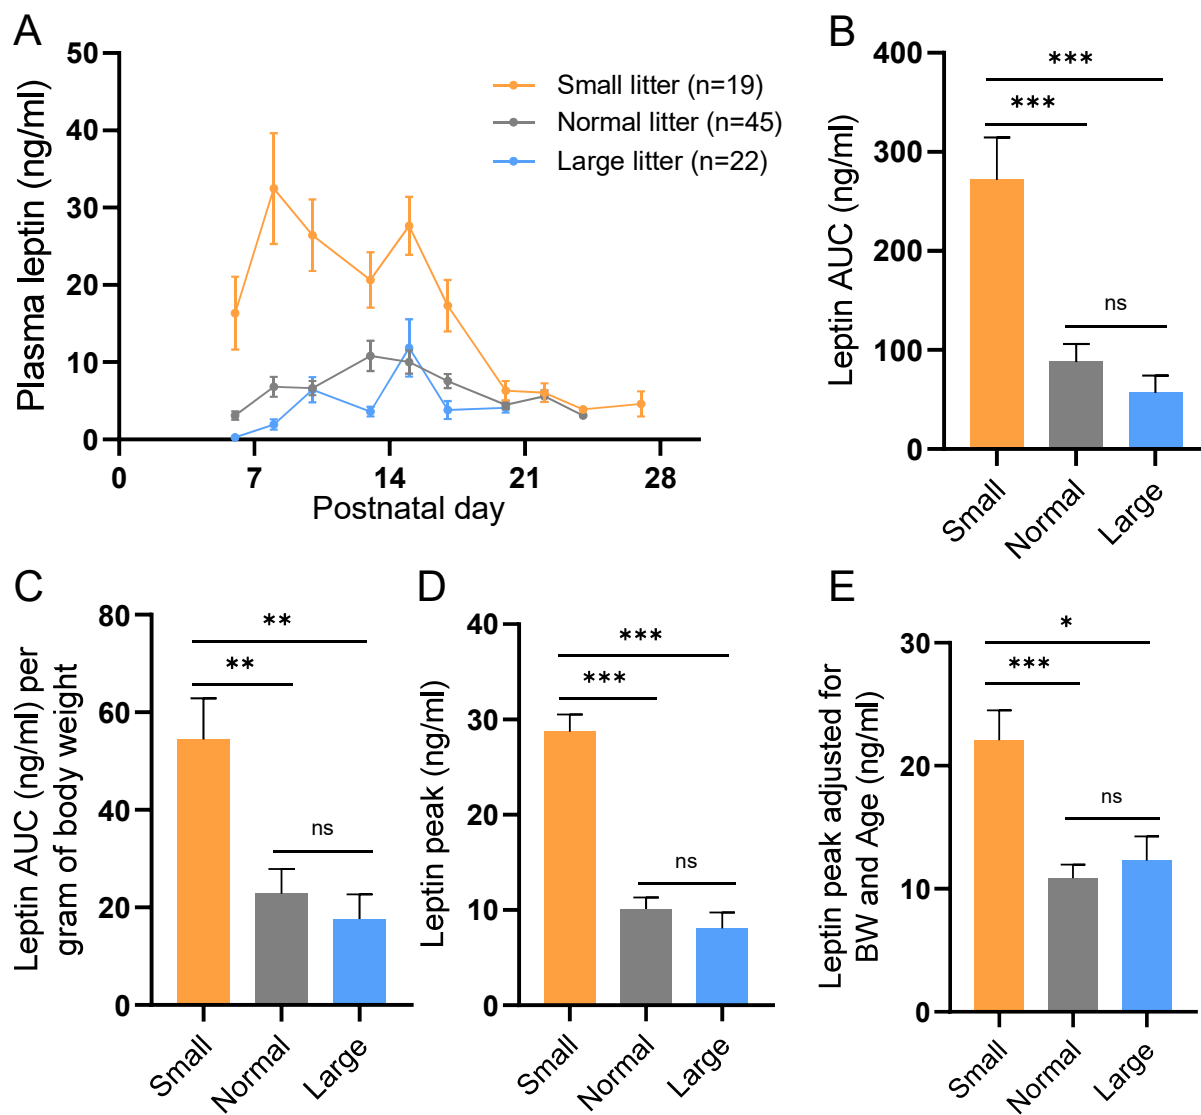 A
Plasma leptin (ng/ml)
50
40
30
20
10
0
Small litter (n=19)
Normal litter (n=45)
Large litter (n=22)
0 7 14 21 28
Postnatal day
B
Leptin AUC (ng/ml)
400
300
200
100
0
***
***
ns
Small
Normal
Large
C
Leptin AUC (ng/ml) per
gram of body weight
80
60
40
20
0
**
**
ns
Small
Normal
Large
D
Leptin peak (ng/ml)
40
30
20
10
0
***
***
ns
Small
Normal
Large
E
Leptin peak adjusted for
BW and Age (ng/ml)
30
20
10
0
*
***
ns
Small
Normal
Large